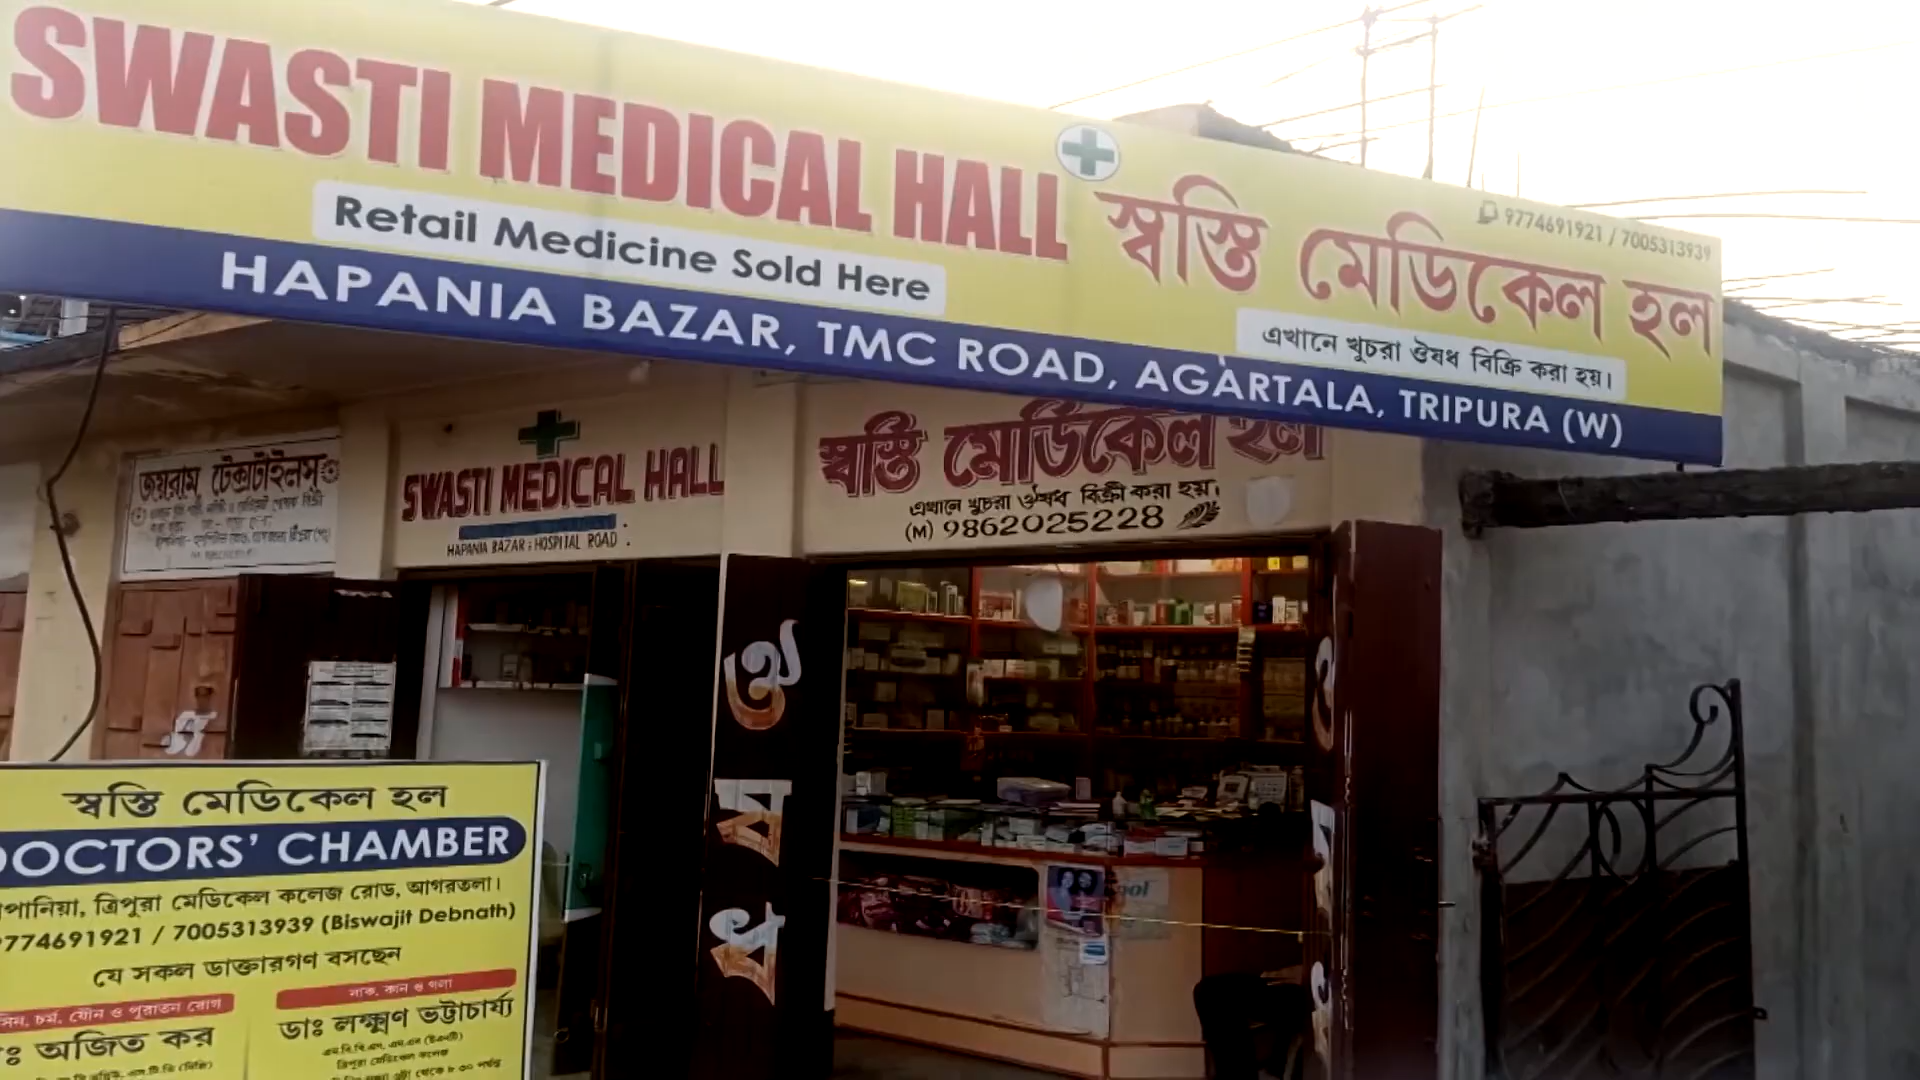 SWASTI MEDICAL HALL
Retail Medicine Sold Here
স্বস্তি মেডিকেল হল
9774691921 / 7005313939
এখানে খুচরা ঔষধ বিক্রি করা হয়।
HAPANIA BAZAR, TMC ROAD, AGARTALA, TRIPURA (W)
জয়রাম টেক্সটাইলস্
SWASTI MEDICAL HALL
HAPANIA BAZAR : HOSPITAL ROAD
স্বস্তি মেডিকেল হল
এখানে খুচরা ঔষধ বিক্রী করা হয়।
(M) 9862025228
ঔষধ
স্বস্তি মেডিকেল হল
DOCTORS' CHAMBER
পানিয়া, ত্রিপুরা মেডিকেল কলেজ রোড, আগরতলা।
9774691921 / 7005313939 (Biswajit Debnath)
যে সকল ডাক্তারগণ বসছেন
চর্ম, যৌন ও পুরাতন রোগ
অজিত কর
নাক, কান ও গলা
ডাঃ লক্ষ্মণ ভট্টাচার্য্য
ত্রিপুরা মেডিকেল কলেজ